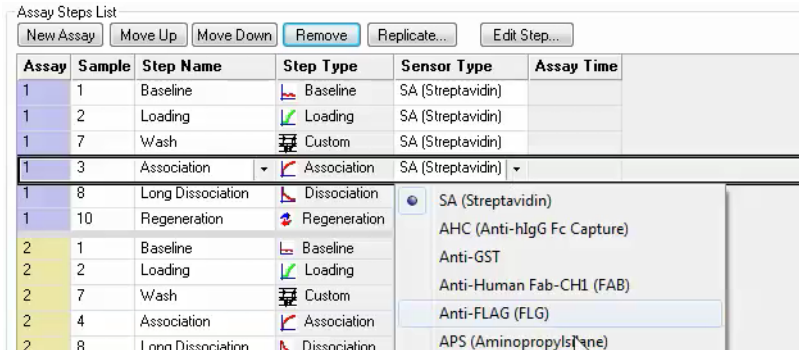 Assay Steps List
New Assay Move Up Move Down Remove Replicate... Edit Step...
Assay Sample Step Name Step Type Sensor Type Assay Time
1 1 Baseline Baseline SA (Streptavidin)
1 2 Loading Loading SA (Streptavidin)
1 7 Wash Custom SA (Streptavidin)
1 3 Association Association SA (Streptavidin)
1 8 Long Dissociation Dissociation SA (Streptavidin)
1 10 Regeneration Regeneration AHC (Anti-hIgG Fc Capture)
Anti-GST
2 1 Baseline Baseline
2 2 Loading Loading Anti-Human Fab-CH1 (FAB)
2 7 Wash Custom
2 4 Association Association Anti-FLAG (FLG)
2 8 Long Dissociation Dissociation APS (Aminopropylsilane)